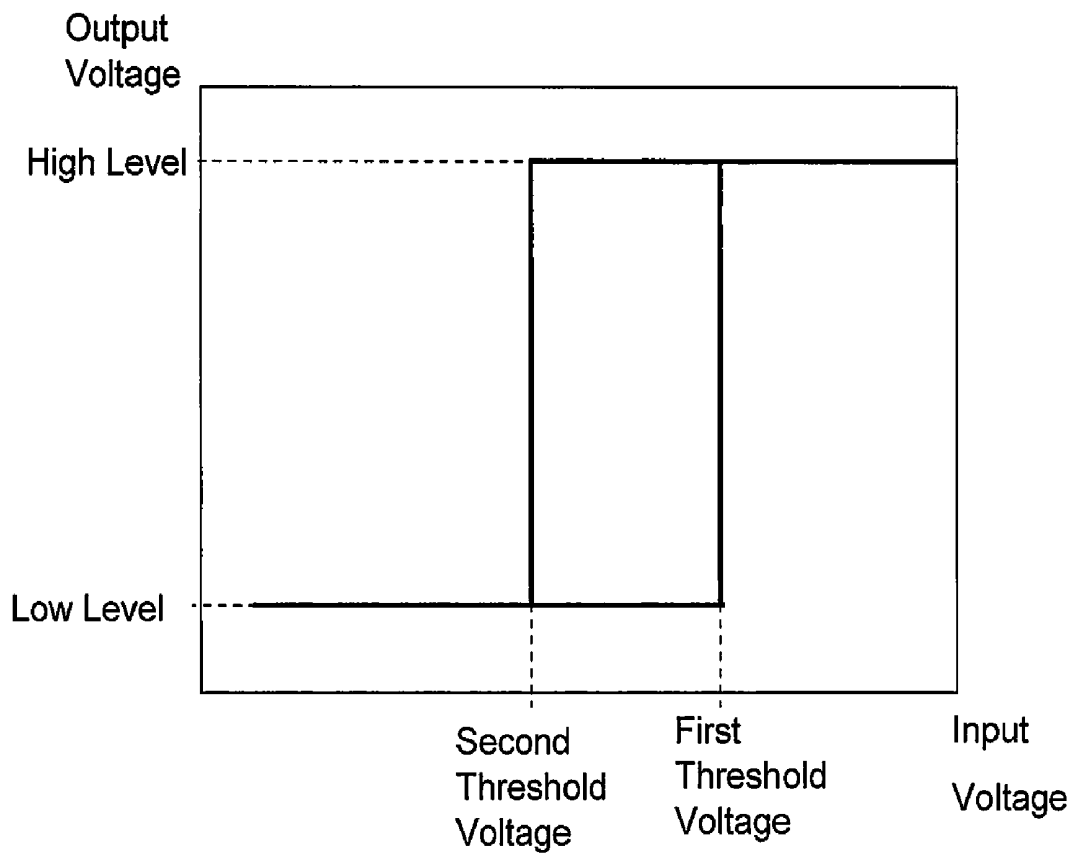 Output
Voltage
High Level
Low Level
Second
Threshold
Voltage
First
Threshold
Voltage
Input
Voltage